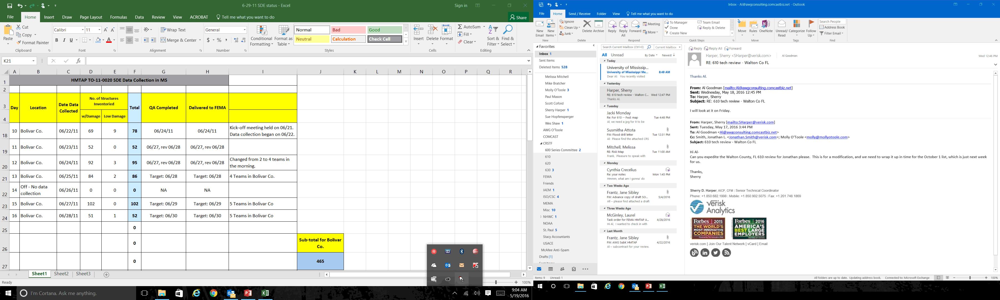 6-29-11 SDE status - Excel
Sign in
File Home Insert Draw Page Layout Formulas Data Review View ACROBAT Tell me what you want to do Share
Paste
Cut
Copy
Format Painter
Clipboard
Calibri 11
B I U
Font
Wrap Text
Merge & Center
Alignment
General
$ % ,
Number
Conditional Formatting
Format as Table
Normal Bad Good
Neutral Calculation Check Cell
Styles
Insert Delete Format
Cells
AutoSum
Fill
Clear
Sort & Filter
Find & Select
Editing
K21 fx
A B C D E F G H I J K L M N O P Q R
1 HMTAP TO-11-0020 SDE Data Collection in MS
2
3 Day Location Date Data Collected No. of Structures Inventoried Total QA Completed Delivered to FEMA
4 w/Damage Low Damage
18 10 Bolivar Co. 06/22/11 69 9 78 06/24/11 06/24/11 Kick-off meeting held on 06/21. Data collection began on 06/22.
19 11 Bolivar Co. 06/23/11 52 0 52 06/27, rev 06/28 06/27, rev 06/28
20 12 Bolivar Co. 06/24/11 92 3 95 06/27, rev 06/28 06/27, rev 06/28 Changed from 2 to 4 teams in the morning.
21 13 Bolivar Co. 06/25/11 84 2 86 Target: 06/28 Target: 06/28 4 Teams in Bolivar Co.
22 14 Off - No data collection 06/26/11 0 0 0 NA NA
23 15 Bolivar Co. 06/27/11 102 0 102 Target: 06/29 Target: 06/29 5 Teams in Bolivar Co
24 16 Bolivar Co. 06/28/11 51 1 52 Target: 06/30 Target: 06/30 5 Teams in Bolivar Co
25 0
26 0 Sub-total for Bolivar Co.
27 0 465
Sheet1 Sheet2 Sheet3
Ready
100%
I'm Cortana. Ask me anything.
9:04 AM
5/19/2016
Inbox - Al@awgconsulting.comcastbiz.net - Outlook
File Home Send / Receive Folder View Tell me what you want to do
New Email
New Items
New
Ignore
Clean Up
Junk
Delete Archive
Delete
Reply Reply All Forward
Meeting
More
Respond
To Manager Team Email
Done Reply & Delete
Create New
Quick Steps
Move Rules OneNote
Move
Unread/ Read
Categorize
Follow Up
Tags
Search People
Address Book
Filter Email
Find
Favorites
Inbox 1
Sent Items
Deleted Items 528
Melissa Mitchell
Mike Bratcher
Molly O'Toole 3
Paul Mason
Scott Cofoid
Sherry Harper 1
Sue Hopfensperger
Wes Shaw 1
AWG O'Toole
COMCAST
CRSTF
600 Series Committee 2
610
620
630 3
FEMA
Friends
IAEM 1
ISO/CSC 4
MEMA
Misc 10
NHWC 1
NOAA
St. Paul 5
Stacy Accountants
USACE
McAfee Anti-Spam
Drafts [1]
Items: 9 Unread: 1
Search Current Mailbox (Ctrl+E) Current Mailbox
All Unread By Date Newest
Today
University of Mississip...
University of Mississippi Me... 8:49 AM
Dear Al: You recently visited
Yesterday
Harper, Sherry
RE: 610 tech review - Walton C... Wed 12:47 PM
Thanks Al.
Tuesday
Jacki Monday
Re: For 610 -- Fwd: map Tue 4:48 PM
Al, we need a jpg for it to be
Susmitha Attota
FW: Flood drill letter Tue 12:31 PM
Al: Please find the attached CRS
Mitchell, Melissa
RE: Risk Map Tue 11:00 AM
Frank, Pleasure to speak with
Monday
Cynthia Crecelius
Re: your notes Mon 1:45 PM
Hmmm, what am I gonna' do
Two Weeks Ago
Frantz, Jane Sibley
FW: Advance copy of draft SO... 5/4/2016
All – please find attached a draft
Three Weeks Ago
McGinley, Laurel
Task order for FEMA HMTAP A... 4/28/2016
Hi Al, I wanted to check in with
Last Month
Frantz, Jane Sibley
FW: AWG SubK HMTAP 4/22/2016
Al – subcontract for your review.
Reply Reply All Forward
Harper, Sherry <SHarper@verisk.com> Al Goodman Wed 12:46 PM
RE: 610 tech review - Walton Co FL
Thanks Al.
From: Al Goodman [mailto:Al@awgconsulting.comcastbiz.net]
Sent: Wednesday, May 18, 2016 12:45 PM
To: Harper, Sherry
Subject: RE: 610 tech review - Walton Co FL
I will look at it on Friday.
From: Harper, Sherry [mailto:SHarper@verisk.com]
Sent: Tuesday, May 17, 2016 3:44 PM
To: Al Goodman <Al@awgconsulting.comcastbiz.net>
Cc: Smith, Jonathan L. <Jonathan.Smith@verisk.com>; Molly O'Toole <molly@mollyotoole.com>
Subject: 610 tech review - Walton Co FL
Hi Al-
Can you expedite the Walton County, FL 610 review for Jonathan please. This is for a modification, and we need to wrap it up in time for the October 1 list, which is just next week
for us.
Thanks,
Sherry
Sherry D. Harper, AICP, CFM | Senior Technical Coordinator
Phone: +1.850.682.1998 | Mobile: +1.850.902.5075 | Fax: +1.201.748.1869
Verisk
Analytics
Forbes 2015 THE WORLD'S MOST INNOVATIVE COMPANIES
Forbes 2016 AMERICA'S BEST LARGE EMPLOYERS
verisk.com | Join Our Talent Network | vCard | Email
All folders are up to date. Updating address book. Connected to: Microsoft Exchange 100%